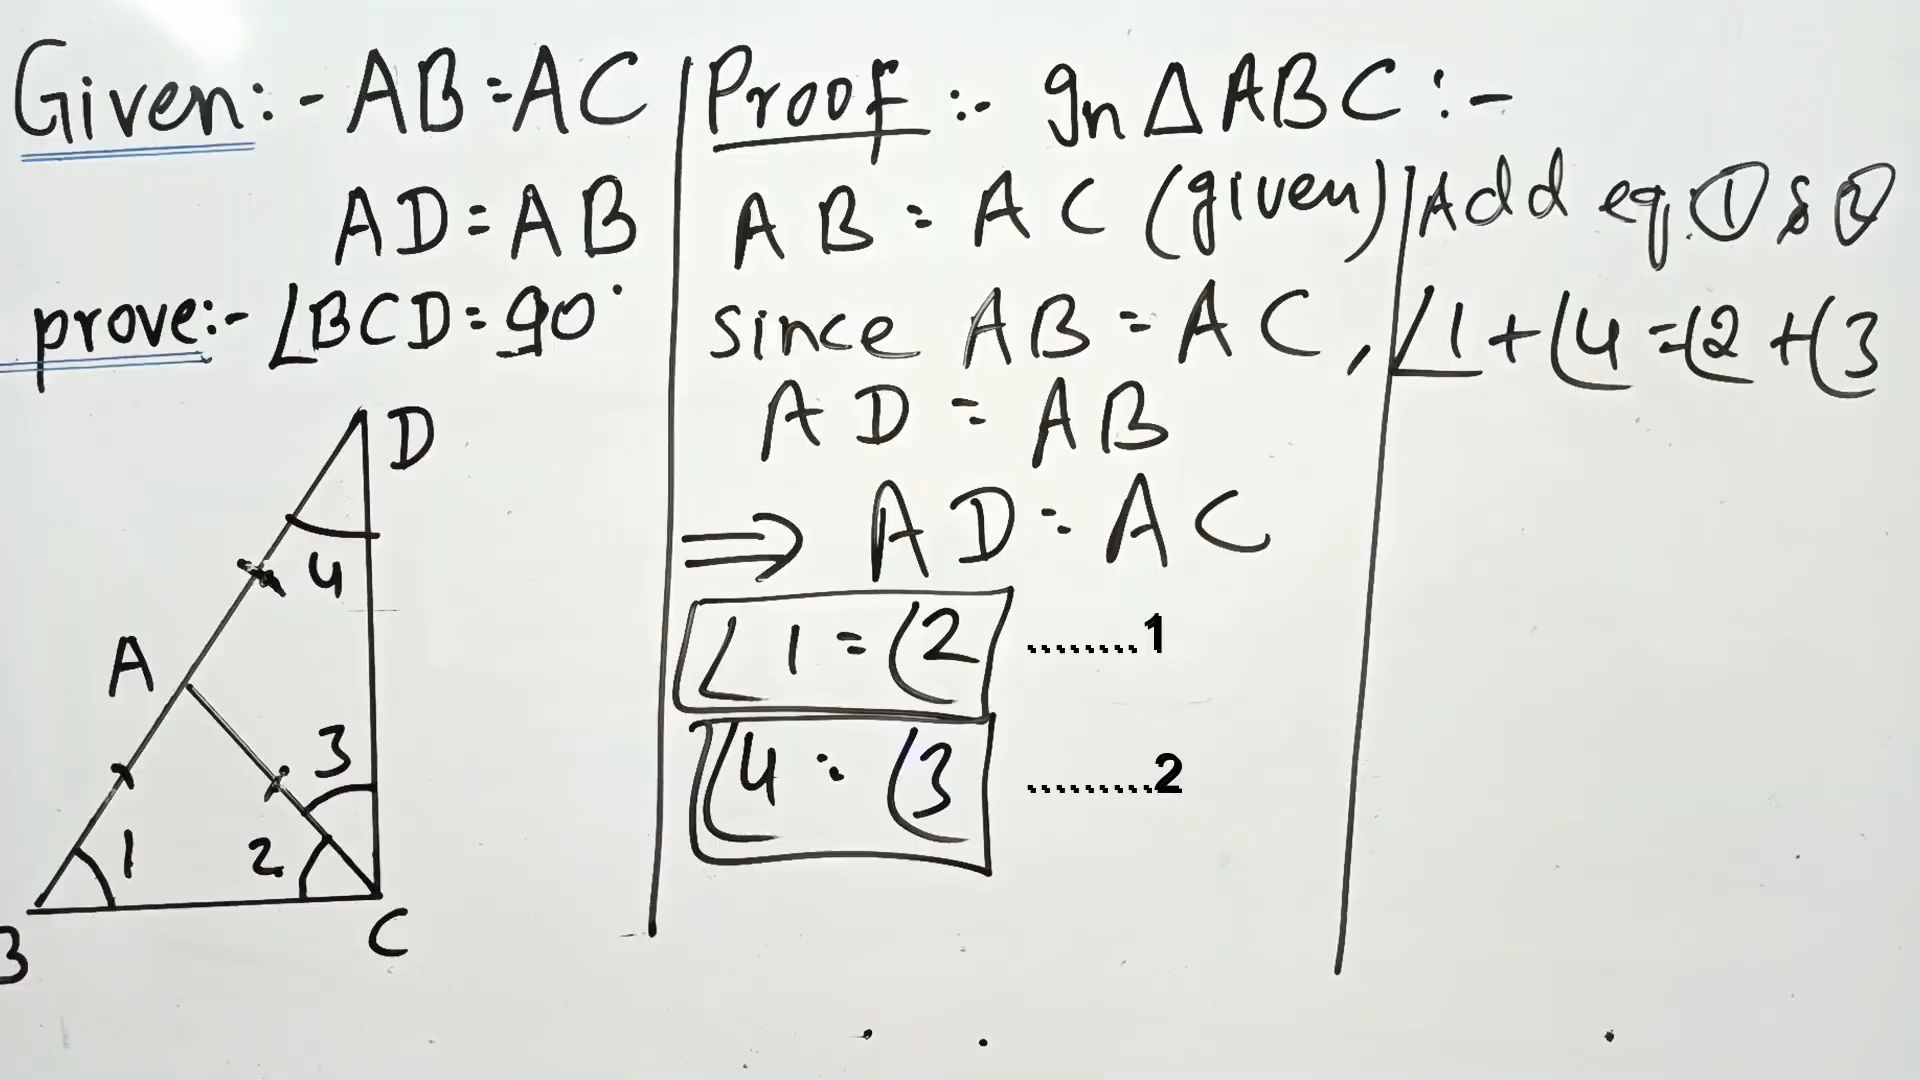 Given:- AB=AC
AD=AB
prove:- ∠BCD=90°
D
4
A
3
1
2
B
C
Proof :- In △ABC :-
AB = AC (given)
since AB = AC,
AD = AB
⇒ AD = AC
∠1 = ∠2 ........1
∠4 = ∠3 .........2
Add eq. ① & ②
∠1 + ∠4 = ∠2 + ∠3